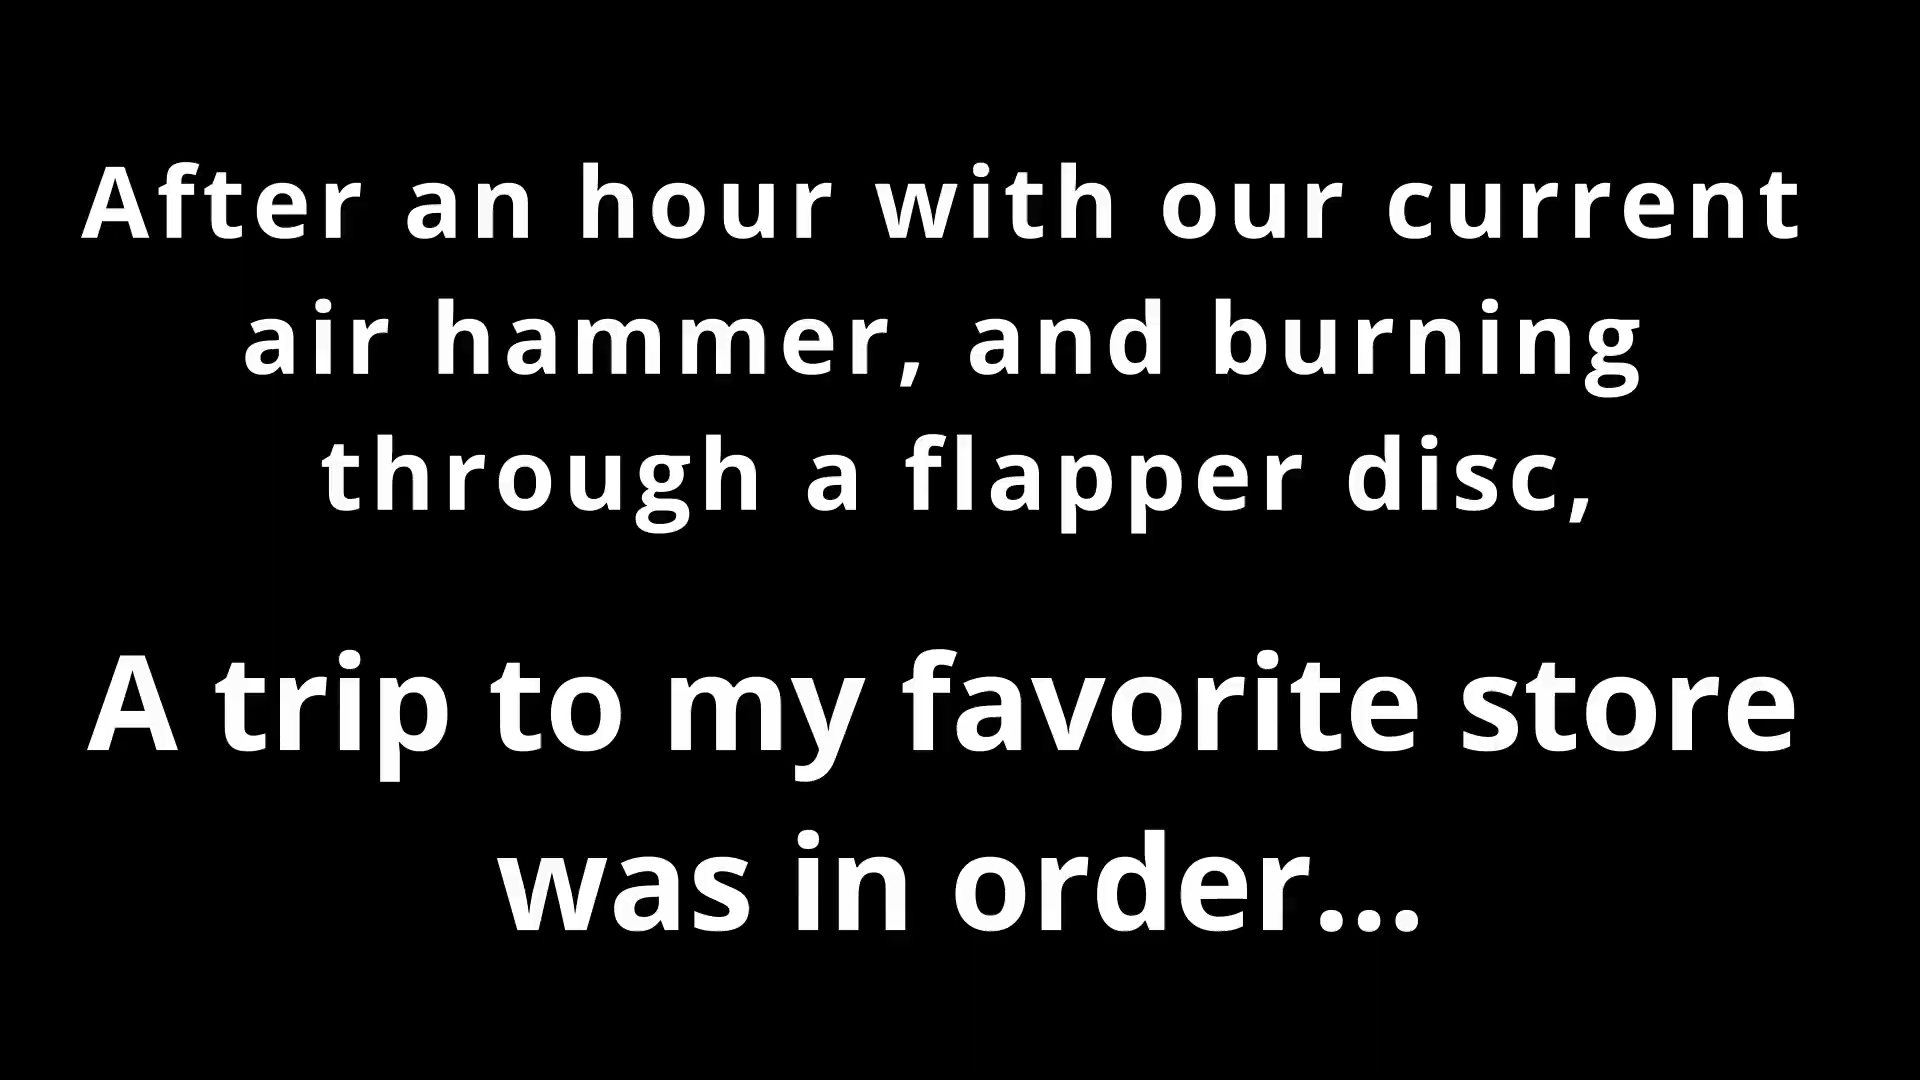 After an hour with our current
air hammer, and burning
through a flapper disc,
A trip to my favorite store
was in order...